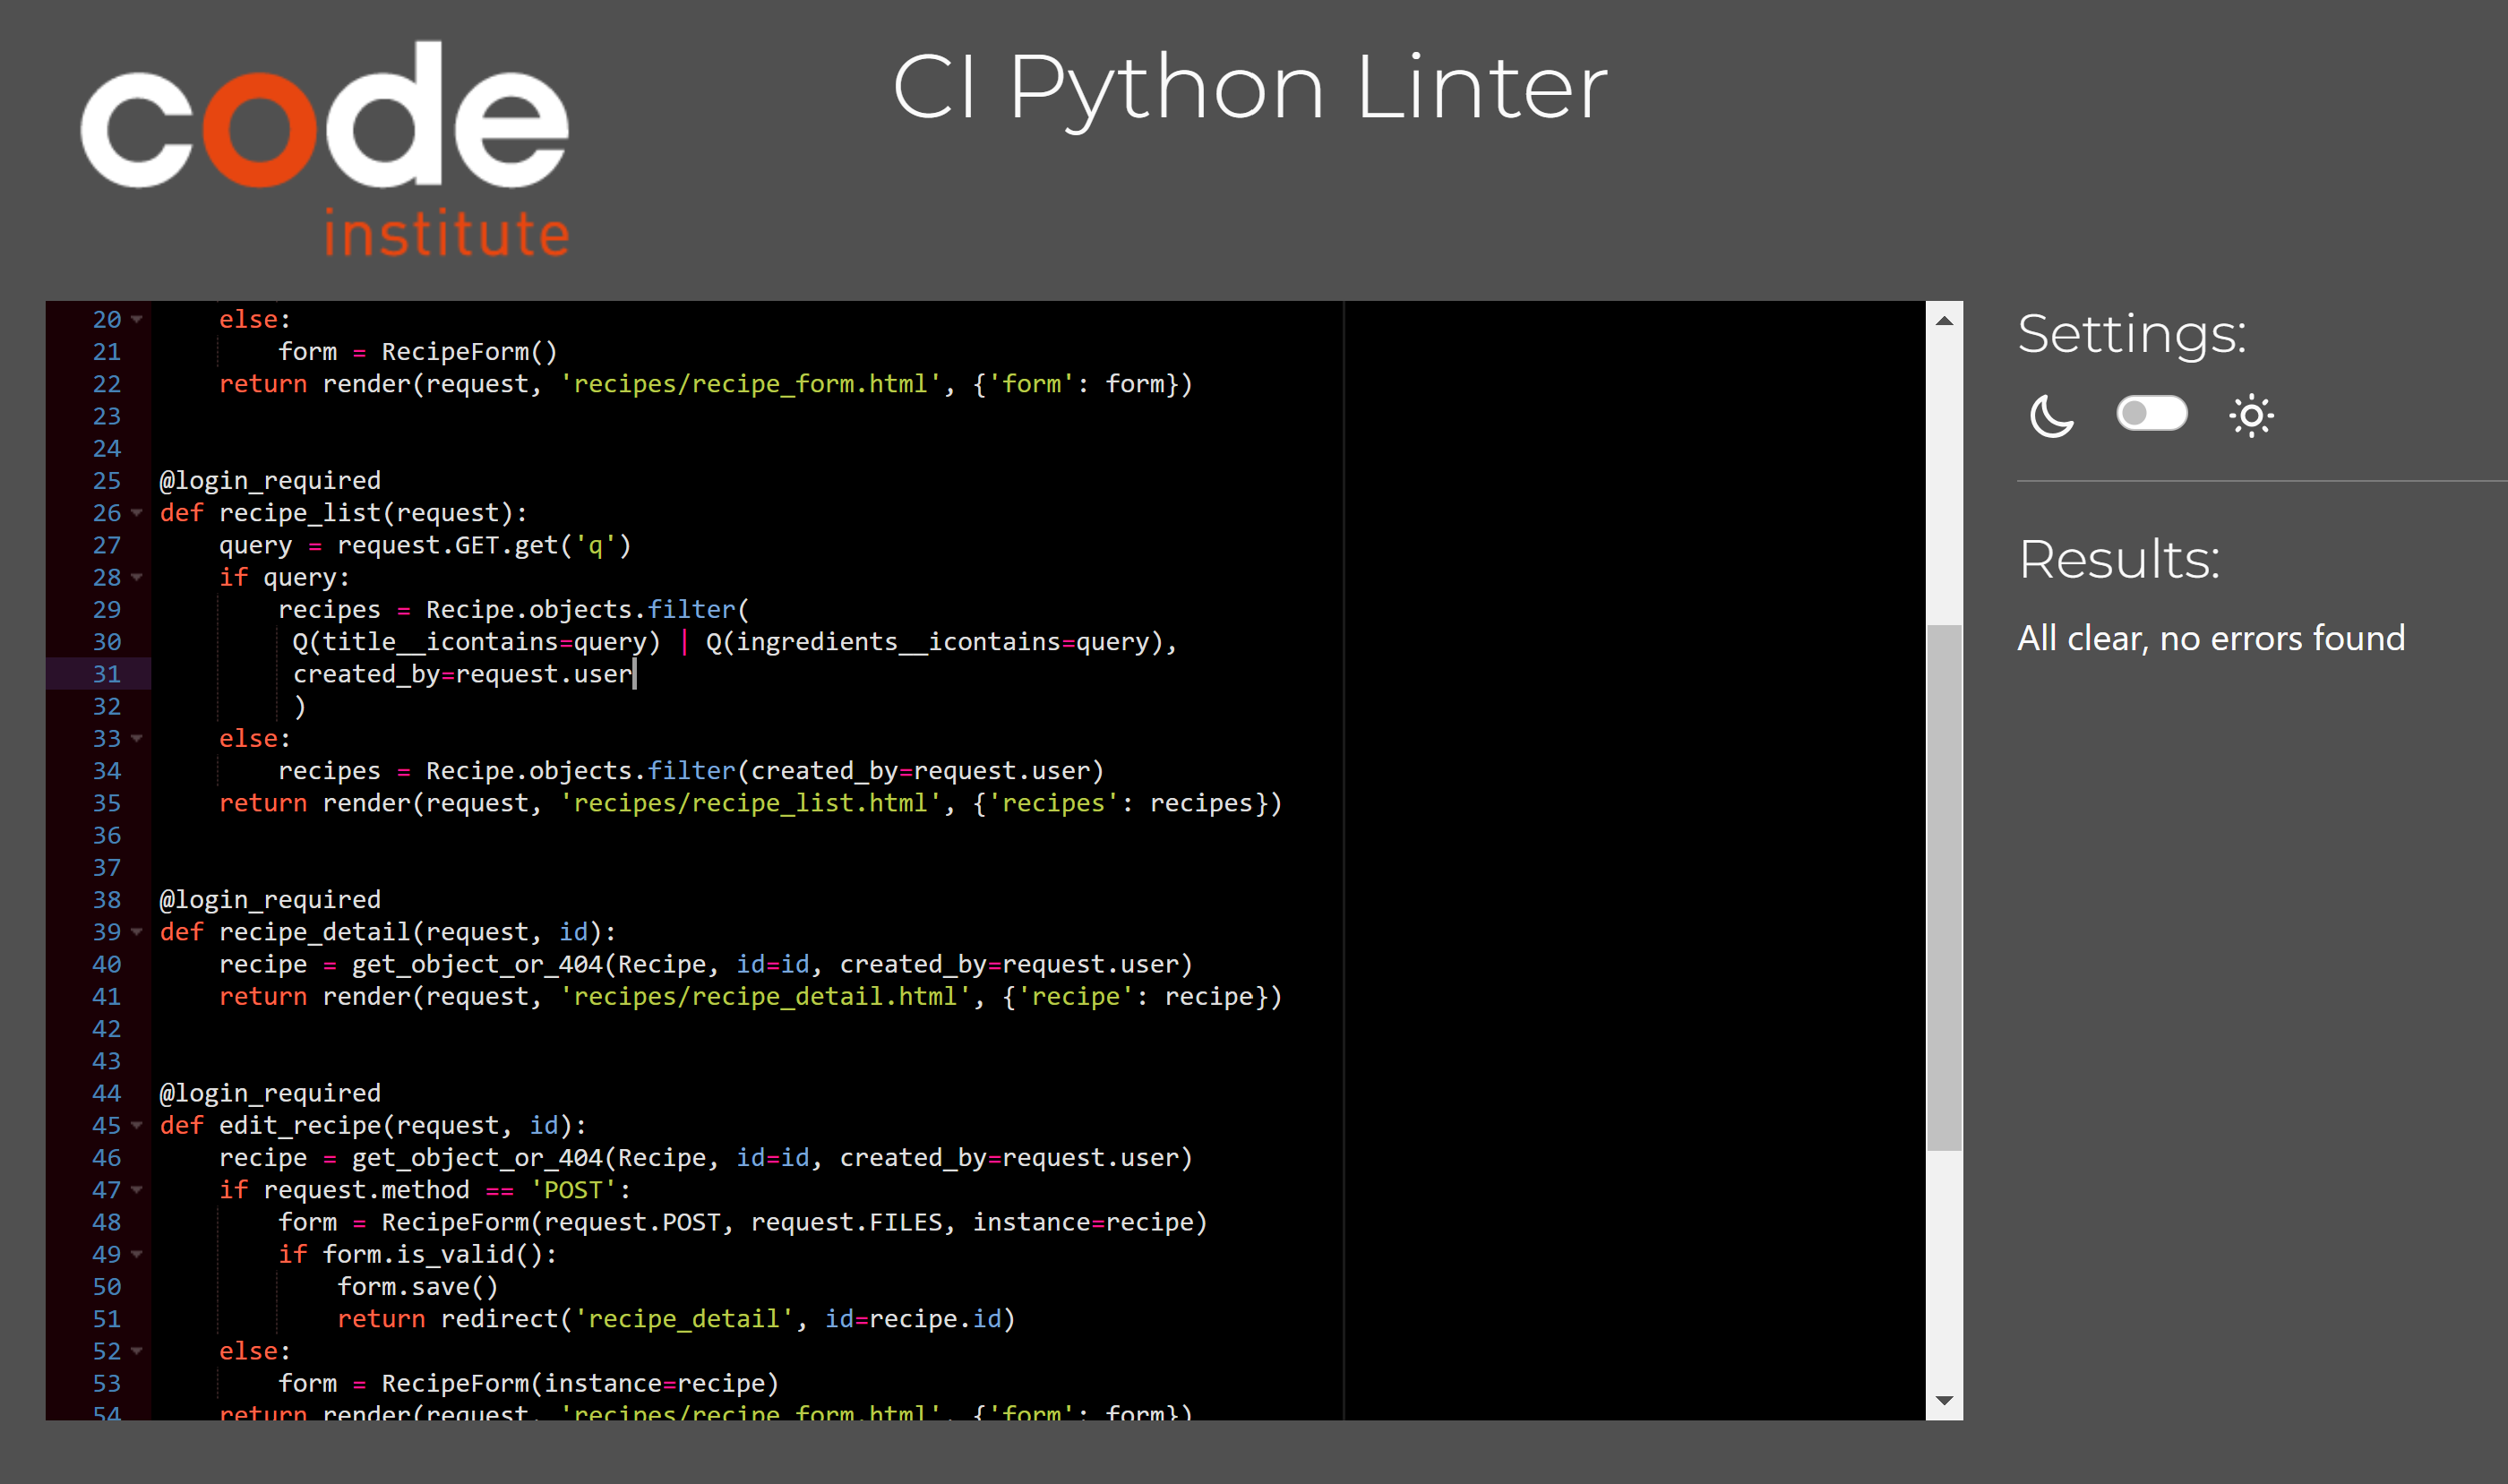 code
institute
CI Python Linter
20 else:
21 form = RecipeForm()
22 return render(request, 'recipes/recipe_form.html', {'form': form})
23
24
25 @login_required
26 def recipe_list(request):
27 query = request.GET.get('q')
28 if query:
29 recipes = Recipe.objects.filter(
30 Q(title__icontains=query) | Q(ingredients__icontains=query),
31 created_by=request.user
32 )
33 else:
34 recipes = Recipe.objects.filter(created_by=request.user)
35 return render(request, 'recipes/recipe_list.html', {'recipes': recipes})
36
37
38 @login_required
39 def recipe_detail(request, id):
40 recipe = get_object_or_404(Recipe, id=id, created_by=request.user)
41 return render(request, 'recipes/recipe_detail.html', {'recipe': recipe})
42
43
44 @login_required
45 def edit_recipe(request, id):
46 recipe = get_object_or_404(Recipe, id=id, created_by=request.user)
47 if request.method == 'POST':
48 form = RecipeForm(request.POST, request.FILES, instance=recipe)
49 if form.is_valid():
50 form.save()
51 return redirect('recipe_detail', id=recipe.id)
52 else:
53 form = RecipeForm(instance=recipe)
54 return render(request, 'recipes/recipe_form.html', {'form': form})
Settings:
Results:
All clear, no errors found